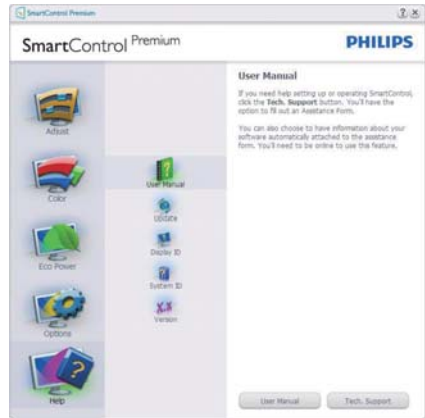 SmartControl Premium
SmartControl Premium
PHILIPS
Adjust
Color
Eco Power
Options
Help
User Manual
Update
Display ID
System ID
Version
User Manual
If you need help setting up or operating SmartControl,
click the Tech. Support button. You'll have the
option to fill out an Assistance Form.
You can also choose to have information about your
software automatically attached to the assistance
form. You'll need to be online to use this feature.
User Manual
Tech. Support